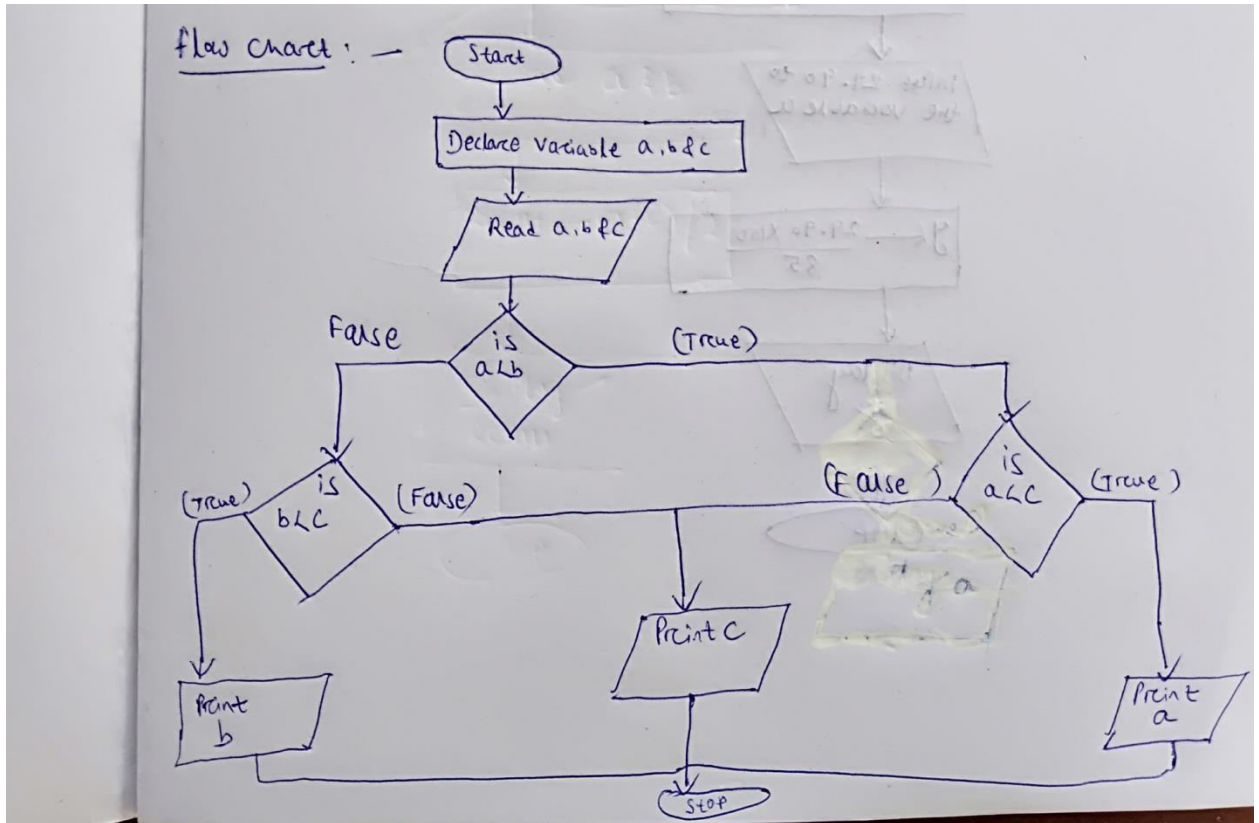 Flow Chart : —
Start
Declare variable a, b & c
Read a, b & c
is
a<b
False
(True)
is
b<c
(True)
(False)
is
a<c
(False)
(True)
Print c
Print
b
Print
a
Stop